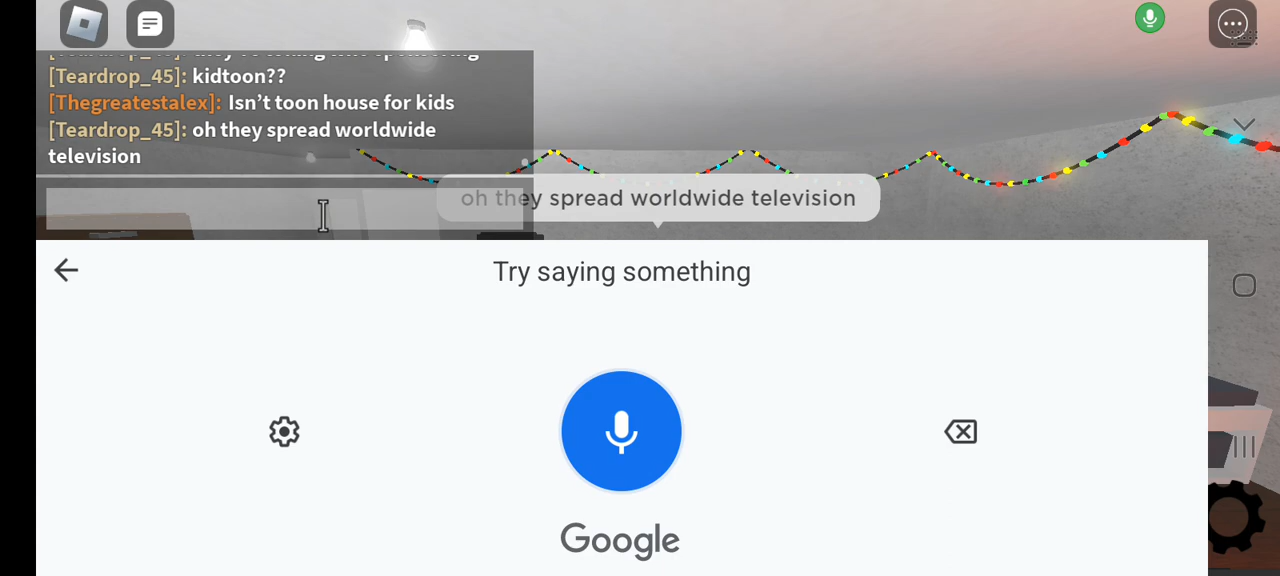 [Teardrop_45]: kidtoon??
[Thegreatestalex]: Isn’t toon house for kids
[Teardrop_45]: oh they spread worldwide
television
oh they spread worldwide television
Try saying something
Google